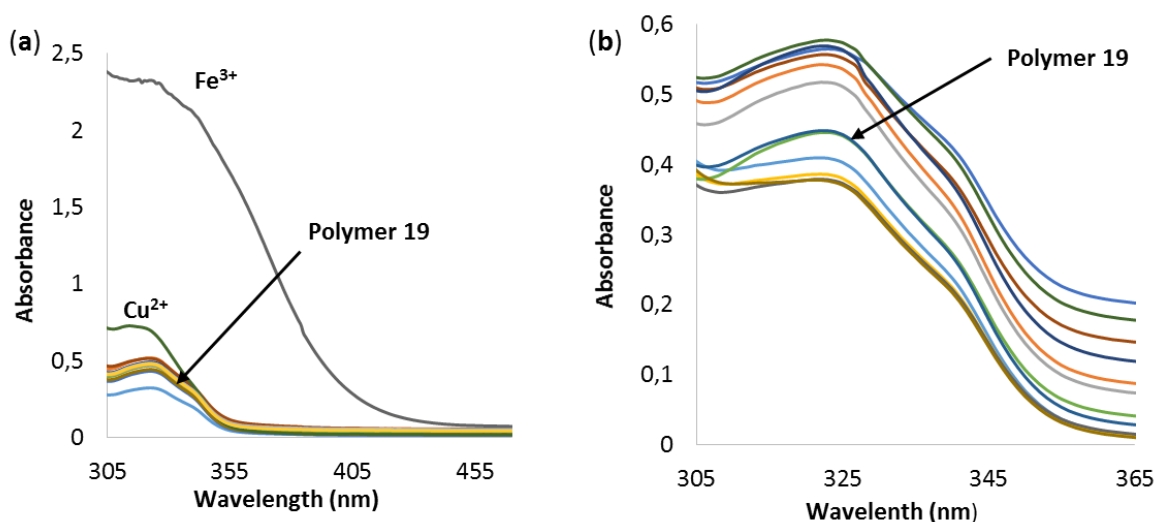 (a)
2,5
2
1,5
1
0,5
0
Absorbance
Fe³⁺
Polymer 19
Cu²⁺
305 355 405 455
Wavelength (nm)
(b)
0,6
0,5
0,4
0,3
0,2
0,1
0
Absorbance
Polymer 19
305 325 345 365
Wavelenth (nm)